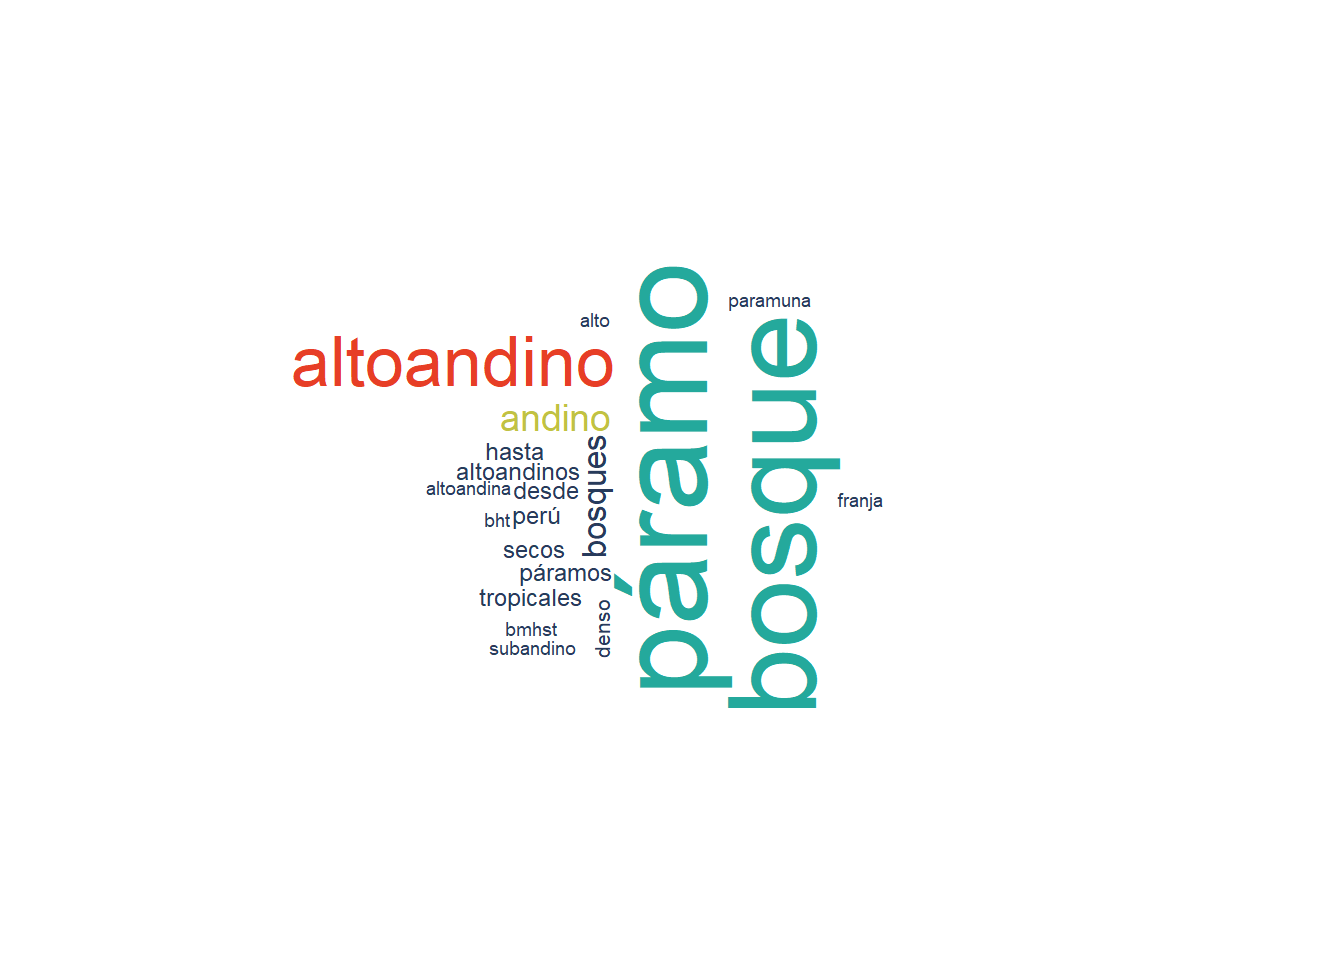 paramuna
alto
altoandino
andino
hasta
altoandinos
altoandina
desde
bht
perú
secos
páramos
tropicales
bmhst
subandino
bosques
denso
páramo
bosque
franja